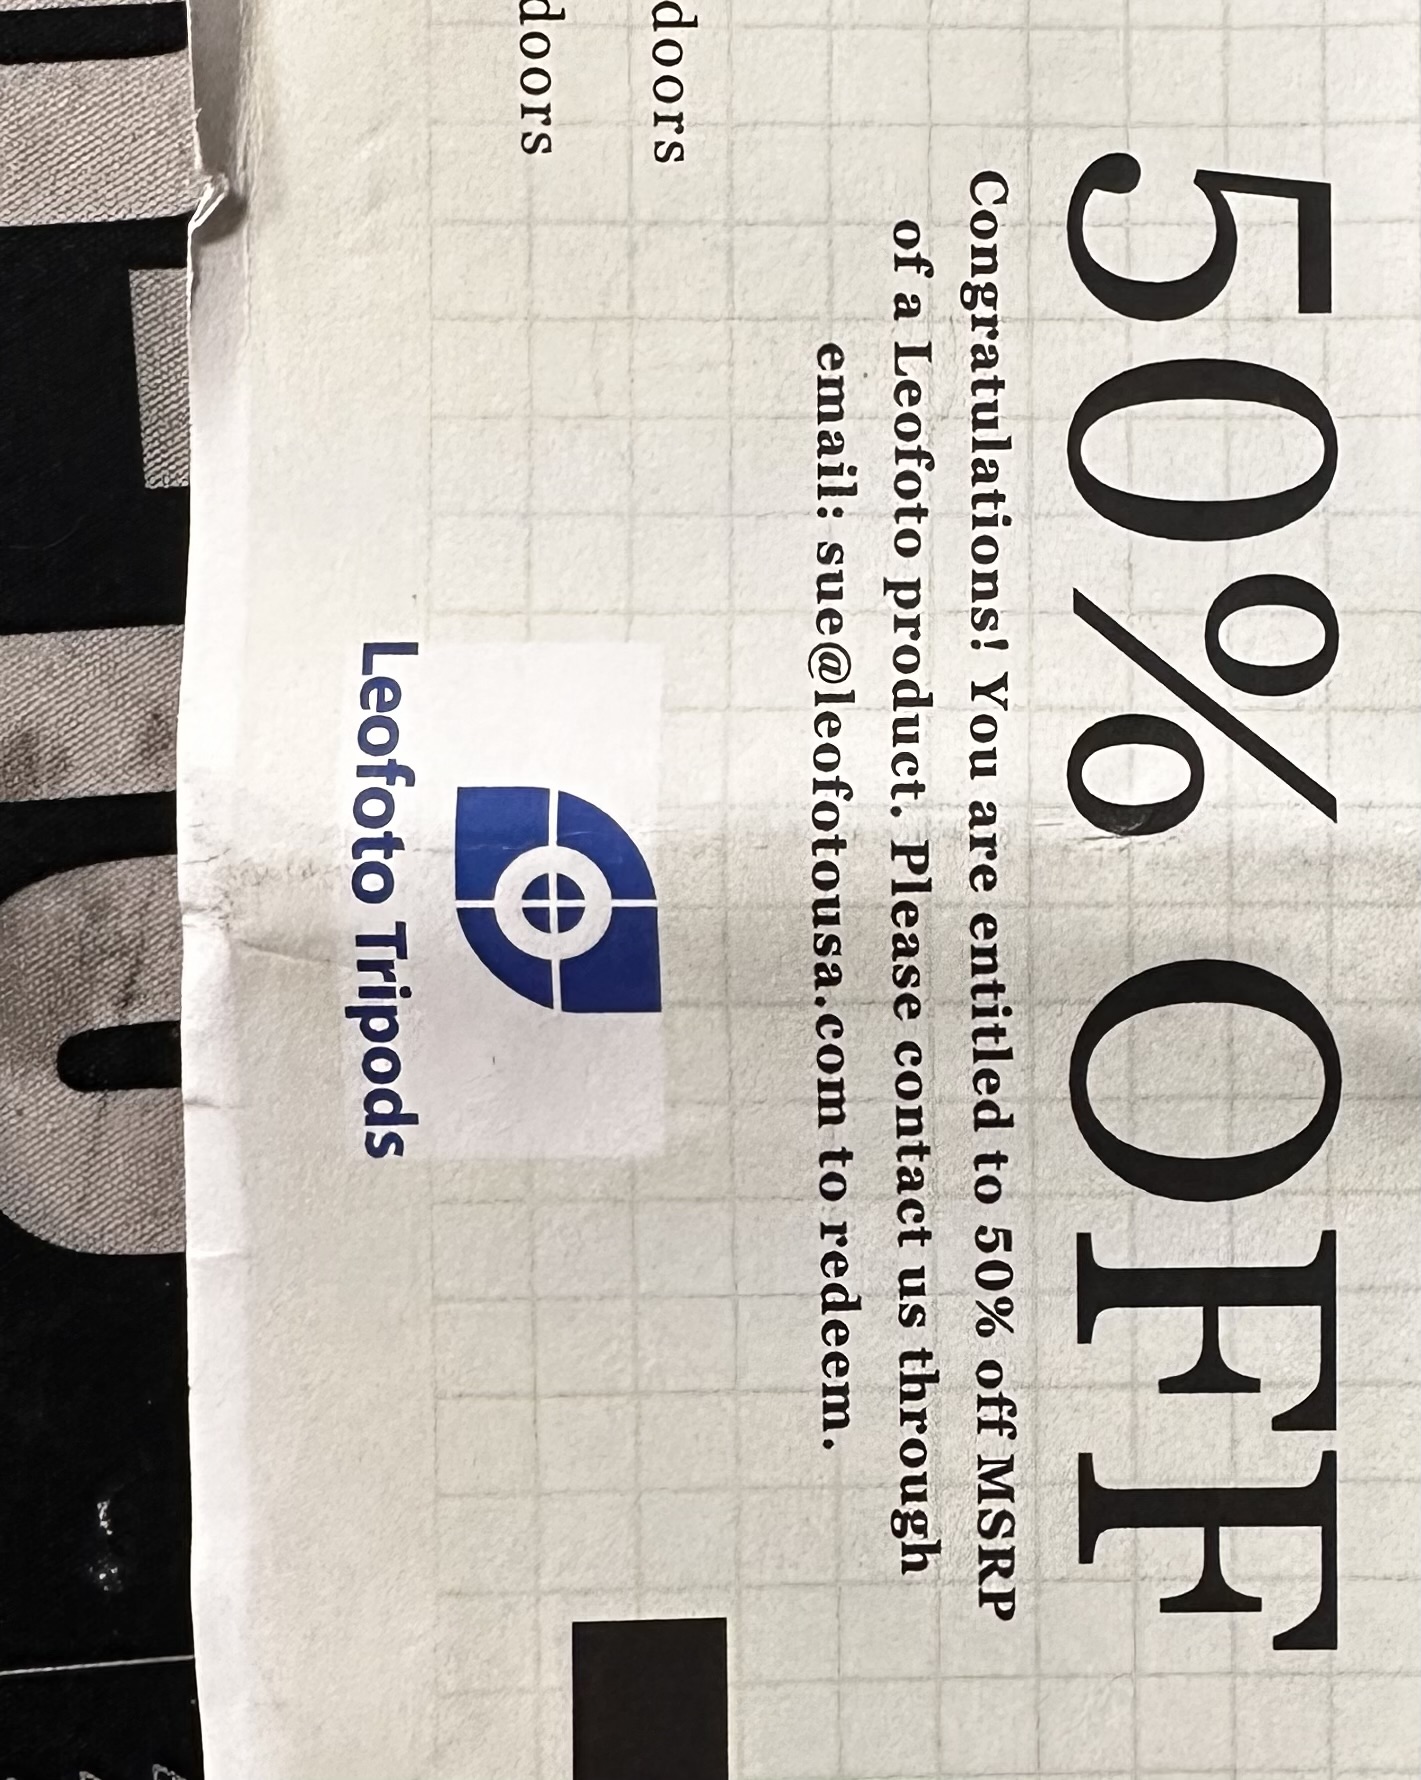 doors
doors
50% OFF
Congratulations! You are entitled to 50% off MSRP
of a Leofoto product. Please contact us through
email: sue@leofotousa.com to redeem.
Leofoto Tripods